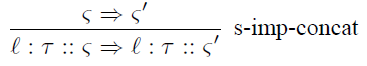 ς ⇒ ς′
ℓ : τ :: ς ⇒ ℓ : τ :: ς′ s-imp-concat